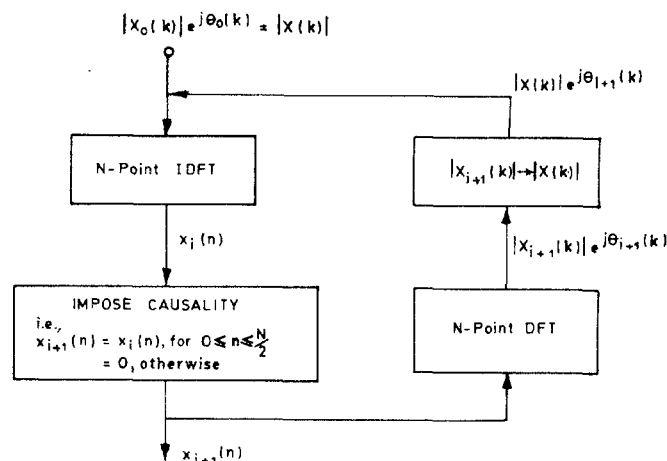 |X₀(k)| e^{jθ₀(k)} = |X(k)|
|X(k)| e^{jθ_{i+1}(k)}
N-Point IDFT
|X_{i+1}(k)|→|X(k)|
x_i(n)
|X_{i+1}(k)| e^{jθ_{i+1}(k)}
IMPOSE CAUSALITY
i.e.,
x_{i+1}(n) = x_i(n), for 0 ≤ n ≤ N/2
= 0, otherwise
N-Point DFT
x_{i+1}(n)